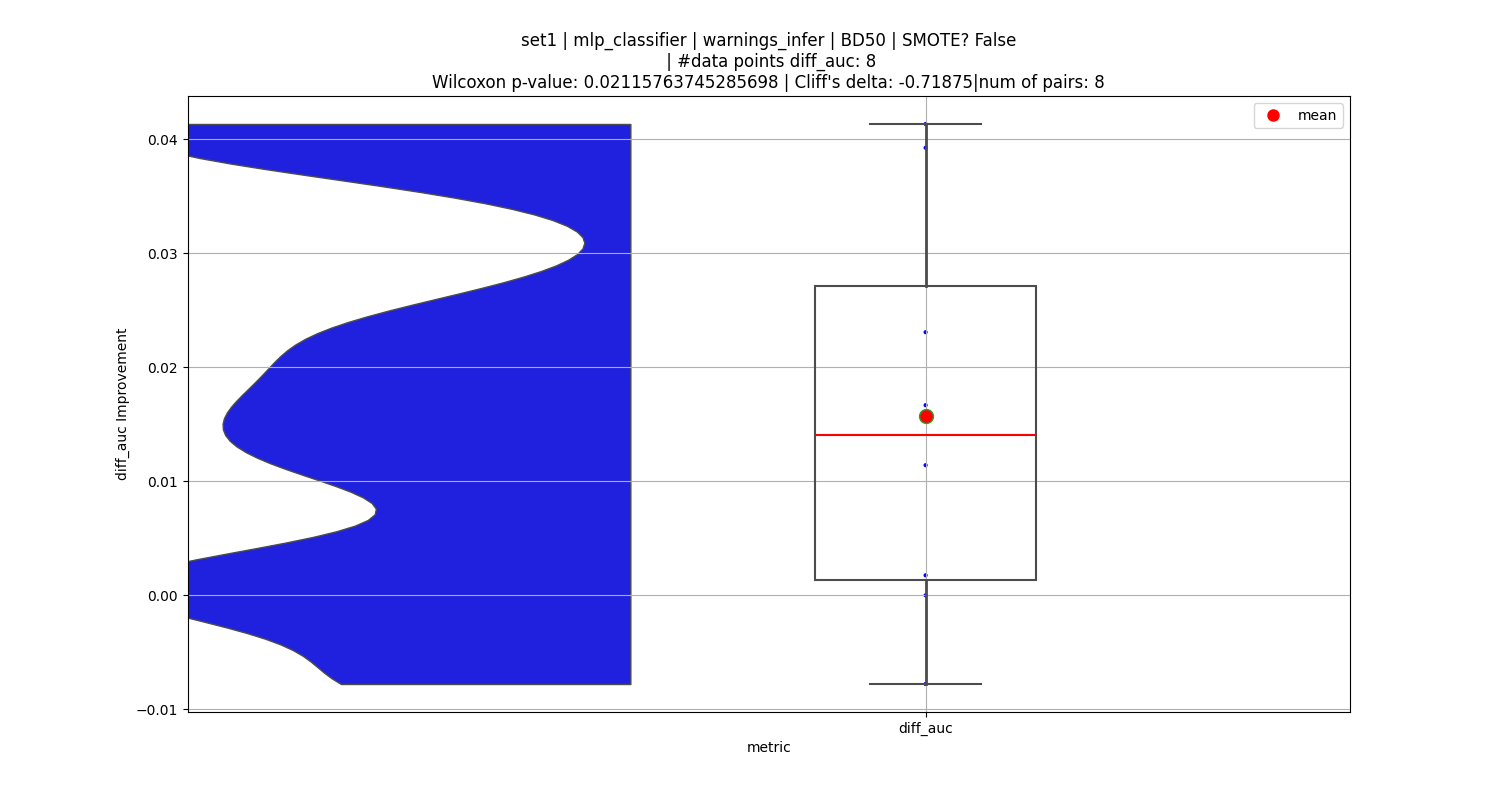 set1 | mlp_classifier | warnings_infer | BD50 | SMOTE? False
| #data points diff_auc: 8
Wilcoxon p-value: 0.02115763745285698 | Cliff's delta: -0.71875|num of pairs: 8
mean
0.04
0.03
0.02
0.01
0.00
−0.01
diff_auc Improvement
diff_auc
metric